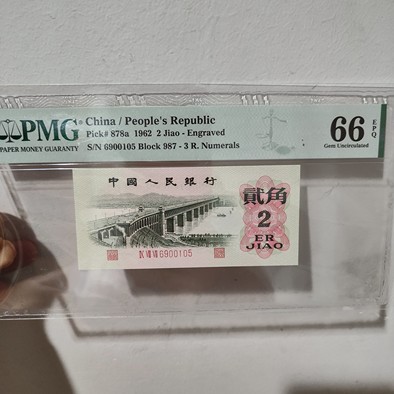 PMG
PAPER MONEY GUARANTY
China / People's Republic
Pick# 878a 1962 2 Jiao - Engraved
S/N 6900105 Block 987 - 3 R. Numerals
66 EPQ
Gem Uncirculated
中國人民銀行
貳角
2
ER
JIAO
6900105